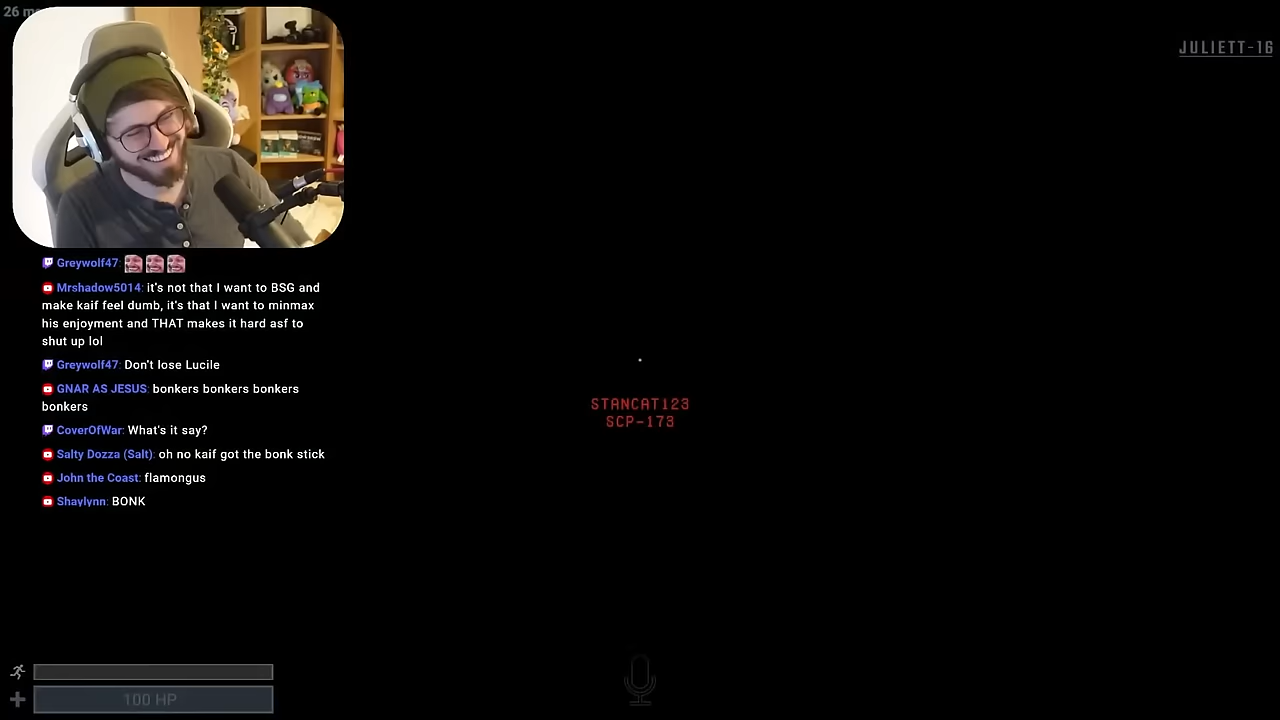 26 m
JULIETT-16
Greywolf47:
Mrshadow5014: it's not that I want to BSG and
make kaif feel dumb, it's that I want to minmax
his enjoyment and THAT makes it hard asf to
shut up lol
Greywolf47: Don't lose Lucile
GNAR AS JESUS: bonkers bonkers bonkers
bonkers
CoverOfWar: What's it say?
STANCAT123
SCP-173
Salty Dozza (Salt): oh no kaif got the bonk stick
John the Coast: flamongus
Shaylynn: BONK
100 HP